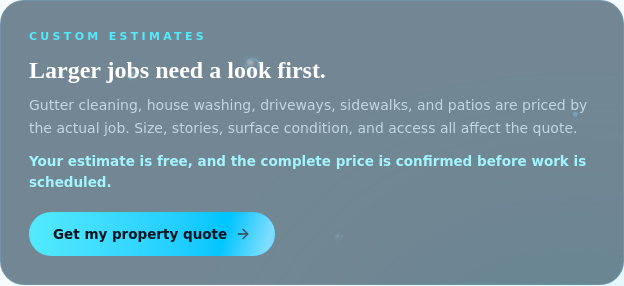 CUSTOM ESTIMATES
Larger jobs need a look first.
Gutter cleaning, house washing, driveways, sidewalks, and patios are priced by
the actual job. Size, stories, surface condition, and access all affect the quote.
Your estimate is free, and the complete price is confirmed before work is
scheduled.
Get my property quote →